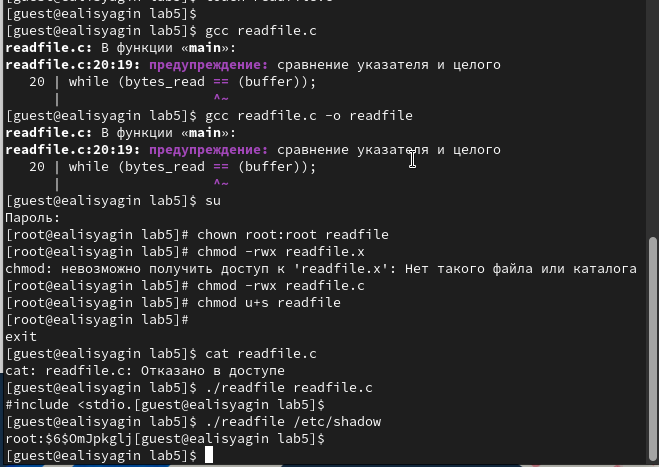 [guest@ealisyagin lab5]$
[guest@ealisyagin lab5]$ gcc readfile.c
readfile.c: В функции «main»:
readfile.c:20:19: предупреждение: сравнение указателя и целого
   20 | while (bytes_read == (buffer));
      |                   ^~
[guest@ealisyagin lab5]$ gcc readfile.c -o readfile
readfile.c: В функции «main»:
readfile.c:20:19: предупреждение: сравнение указателя и целого
   20 | while (bytes_read == (buffer));
      |                   ^~
[guest@ealisyagin lab5]$ su
Пароль:
[root@ealisyagin lab5]# chown root:root readfile
[root@ealisyagin lab5]# chmod -rwx readfile.x
chmod: невозможно получить доступ к 'readfile.x': Нет такого файла или каталога
[root@ealisyagin lab5]# chmod -rwx readfile.c
[root@ealisyagin lab5]# chmod u+s readfile
[root@ealisyagin lab5]#
exit
[guest@ealisyagin lab5]$ cat readfile.c
cat: readfile.c: Отказано в доступе
[guest@ealisyagin lab5]$ ./readfile readfile.c
#include <stdio.[guest@ealisyagin lab5]$
[guest@ealisyagin lab5]$ ./readfile /etc/shadow
root:$6$OmJpkglj[guest@ealisyagin lab5]$
[guest@ealisyagin lab5]$